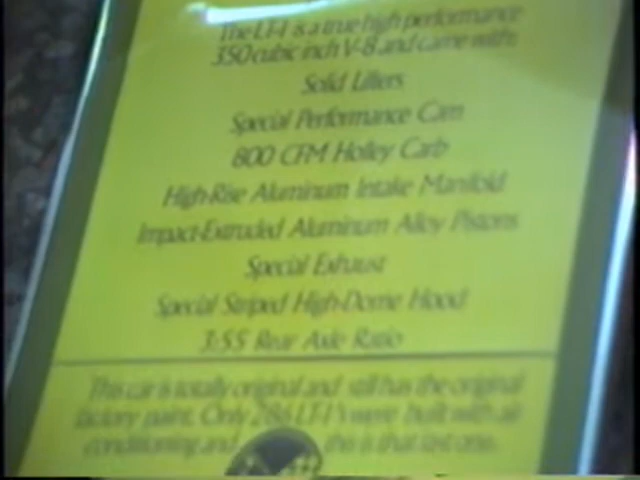 The LT-1 is a true high performance
350 cubic inch V-8 and came with:
Solid Lifters
Special Performance Cam
800 CFM Holley Carb
High-Rise Aluminum Intake Manifold
Impact-Extruded Aluminum Alloy Pistons
Special Exhaust
Special Striped High-Dome Hood
3:55 Rear Axle Ratio
This car is totally original and still has the original
factory paint. Only 286 LT-1's were built with air
conditioning and this is that last one.